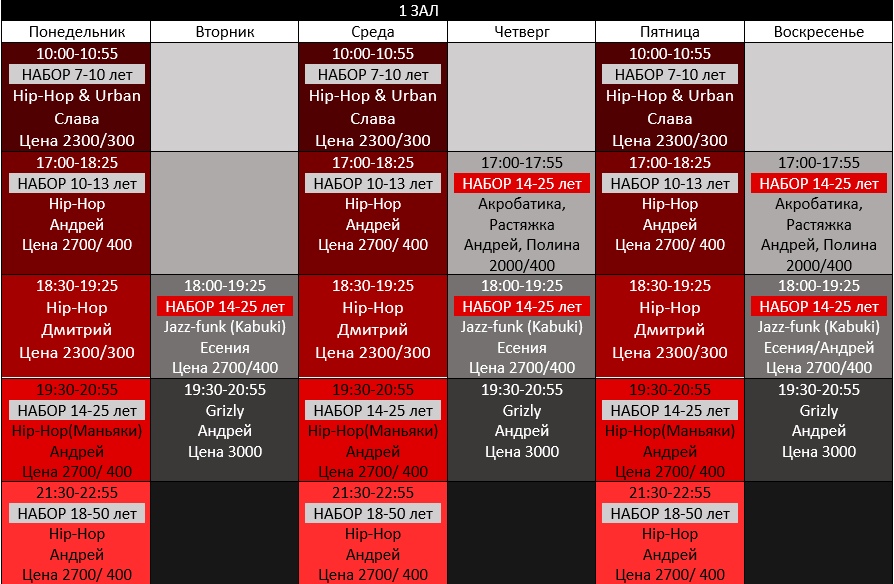 1 ЗАЛ
Понедельник Вторник Среда Четверг Пятница Воскресенье
10:00-10:55 10:00-10:55 10:00-10:55
НАБОР 7-10 лет НАБОР 7-10 лет НАБОР 7-10 лет
Hip-Hop & Urban Hip-Hop & Urban Hip-Hop & Urban
Слава Слава Слава
Цена 2300/300 Цена 2300/300 Цена 2300/300
17:00-18:25 17:00-18:25 17:00-17:55 17:00-18:25 17:00-17:55
НАБОР 10-13 лет НАБОР 10-13 лет НАБОР 14-25 лет НАБОР 10-13 лет НАБОР 14-25 лет
Hip-Hop Hip-Hop Акробатика, Hip-Hop Акробатика,
Андрей Андрей Растяжка Андрей Растяжка
Цена 2700/ 400 Цена 2700/ 400 Андрей, Полина Цена 2700/ 400 Андрей, Полина
2000/400 2000/400
18:30-19:25 18:00-19:25 18:30-19:25 18:00-19:25 18:30-19:25 18:00-19:25
Hip-Hop НАБОР 14-25 лет Hip-Hop НАБОР 14-25 лет Hip-Hop НАБОР 14-25 лет
Дмитрий Jazz-funk (Kabuki) Дмитрий Jazz-funk (Kabuki) Дмитрий Jazz-funk (Kabuki)
Цена 2300/300 Есения Цена 2300/300 Есения Цена 2300/300 Есения/Андрей
Цена 2700/400 Цена 2700/400 Цена 2700/400
19:30-20:55 19:30-20:55 19:30-20:55 19:30-20:55 19:30-20:55 19:30-20:55
НАБОР 14-25 лет Grizly НАБОР 14-25 лет Grizly НАБОР 14-25 лет Grizly
Hip-Hop(Маньяки) Андрей Hip-Hop(Маньяки) Андрей Hip-Hop(Маньяки) Андрей
Андрей Цена 3000 Андрей Цена 3000 Андрей Цена 3000
Цена 2700/ 400 Цена 2700/ 400 Цена 2700/ 400
21:30-22:55 21:30-22:55 21:30-22:55
НАБОР 18-50 лет НАБОР 18-50 лет НАБОР 18-50 лет
Hip-Hop Hip-Hop Hip-Hop
Андрей Андрей Андрей
Цена 2700/ 400 Цена 2700/ 400 Цена 2700/ 400